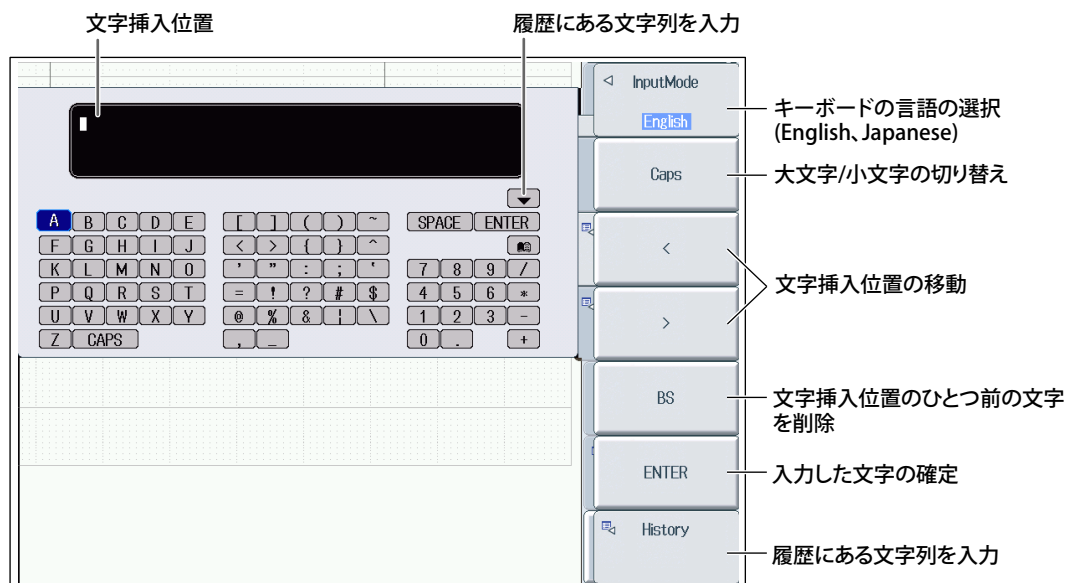 文字挿入位置
履歴にある文字列を入力
InputMode
English
キーボードの言語の選択
(English、Japanese)
Caps
大文字/小文字の切り替え
A B C D E [ ] ( ) ~ SPACE ENTER
F G H I J < > { } ^
K L M N O ' " : ; ‘ 7 8 9 /
P Q R S T = ! ? # $ 4 5 6 *
U V W X Y @ % & ¦ \ 1 2 3 -
Z CAPS , _ 0 . +
<
>
文字挿入位置の移動
BS
文字挿入位置のひとつ前の文字
を削除
ENTER
入力した文字の確定
History
履歴にある文字列を入力